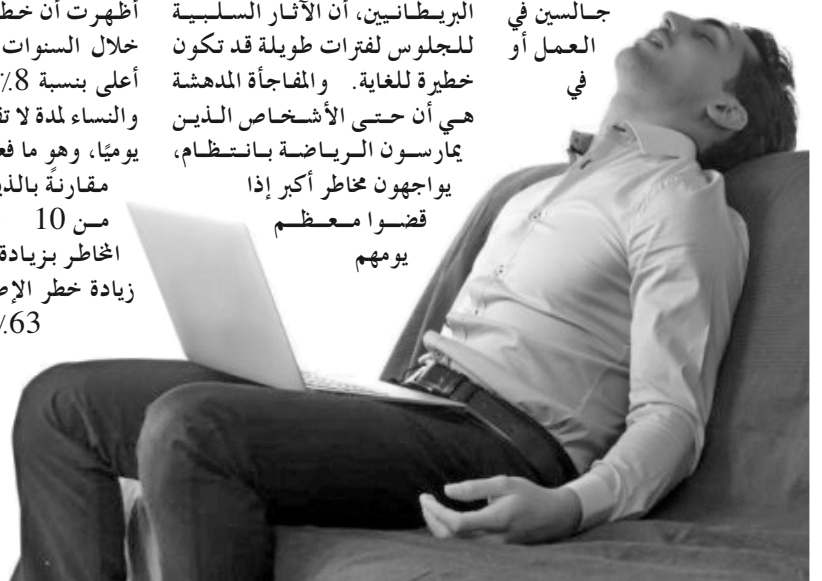 جالسين في
العمل أو
في
البريطانيين، أن الآثار السلبية
للجلوس لفترات طويلة قد تكون
خطيرة للغاية. والمفاجأة المدهشة
هي أن حتى الأشخاص الذين
يمارسون الرياضة بانتظام،
يواجهون مخاطر أكبر إذا
قضوا معظم
يومهم
أظهرت أن
خلال السنوات
أعلى بنسبة 8٪
والنساء لمدة لا
يوميًا، وهو ما
مقارنةً
من 10
المخاطر بزيادة
زيادة خطر
63٪